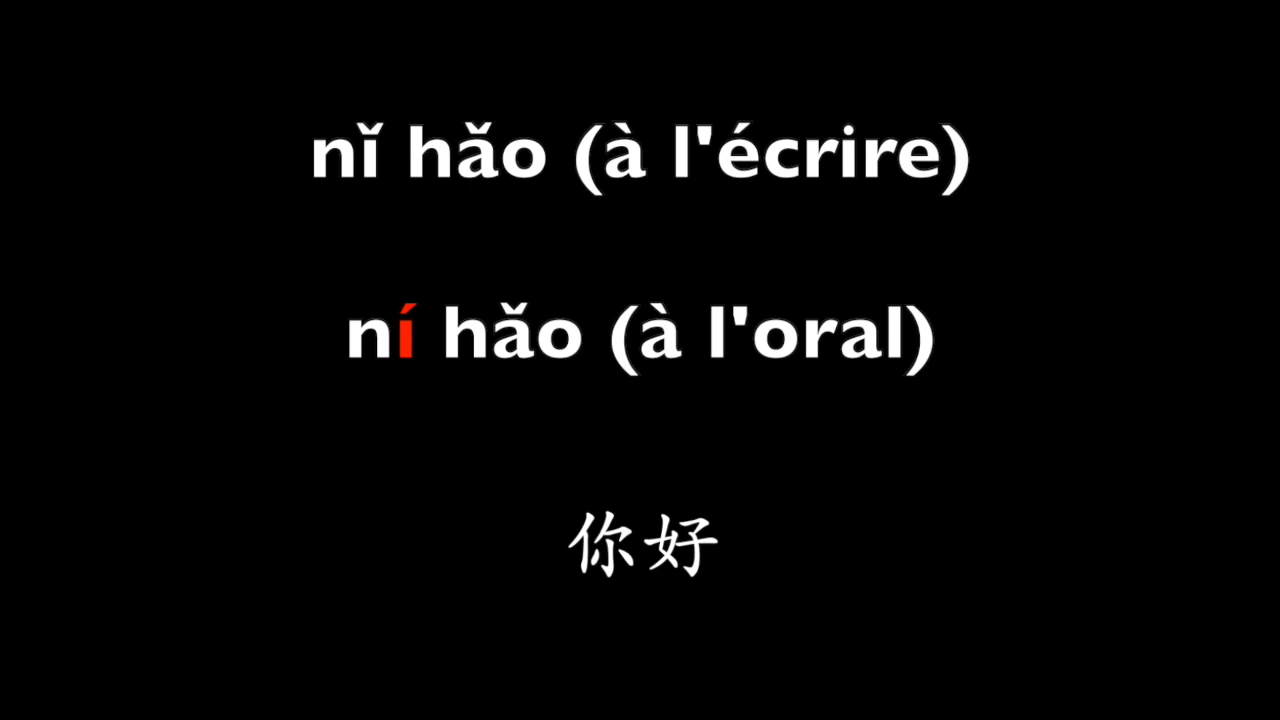 nǐ hǎo (à l'écrire)
ní hǎo (à l'oral)
你好